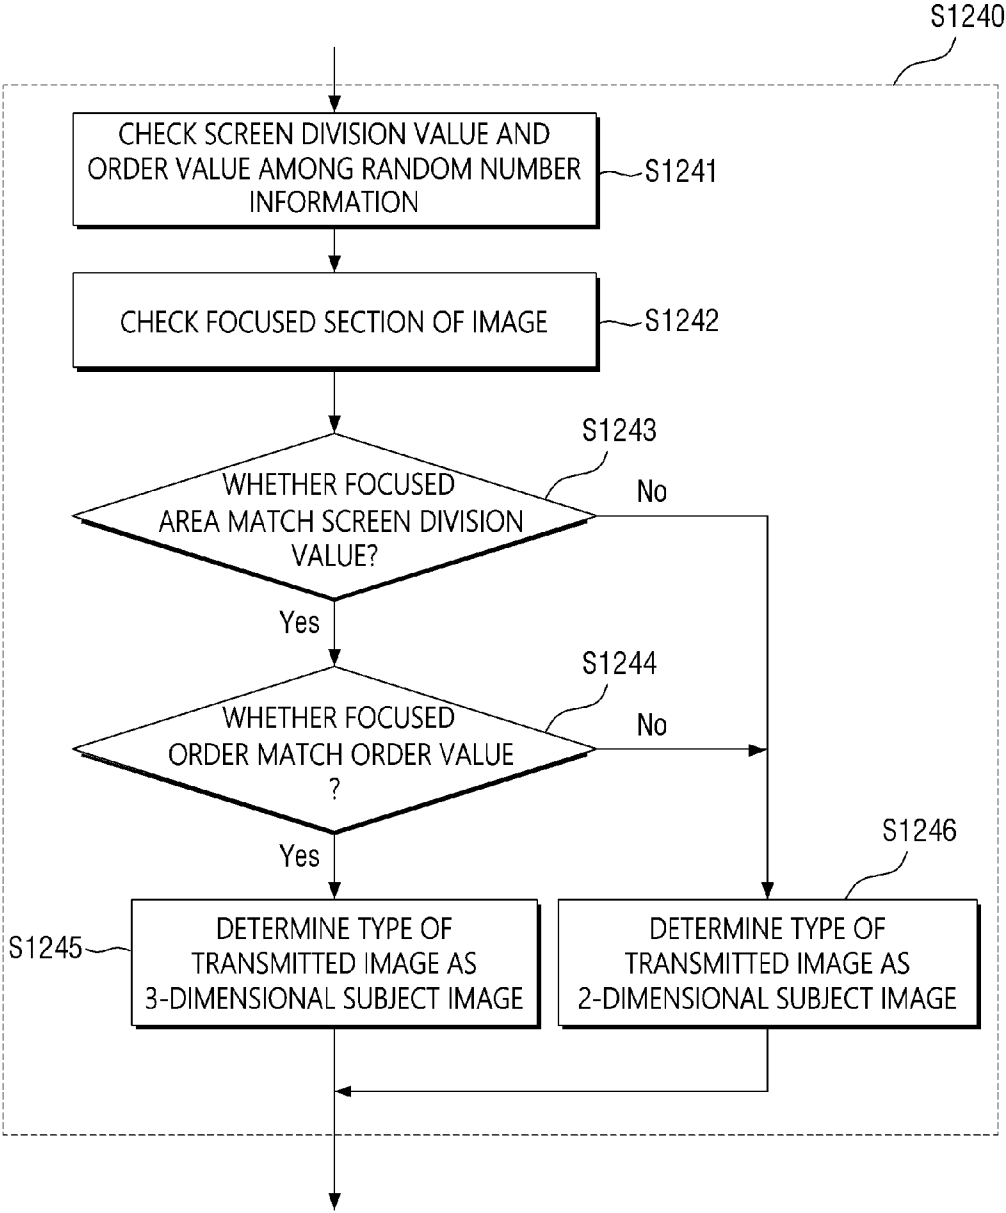 S1240
CHECK SCREEN DIVISION VALUE AND
ORDER VALUE AMONG RANDOM NUMBER
INFORMATION
S1241
CHECK FOCUSED SECTION OF IMAGE
S1242
S1243
WHETHER FOCUSED
AREA MATCH SCREEN DIVISION
VALUE?
No
Yes
S1244
WHETHER FOCUSED
ORDER MATCH ORDER VALUE
?
No
Yes
S1246
S1245
DETERMINE TYPE OF
TRANSMITTED IMAGE AS
3-DIMENSIONAL SUBJECT IMAGE
DETERMINE TYPE OF
TRANSMITTED IMAGE AS
2-DIMENSIONAL SUBJECT IMAGE